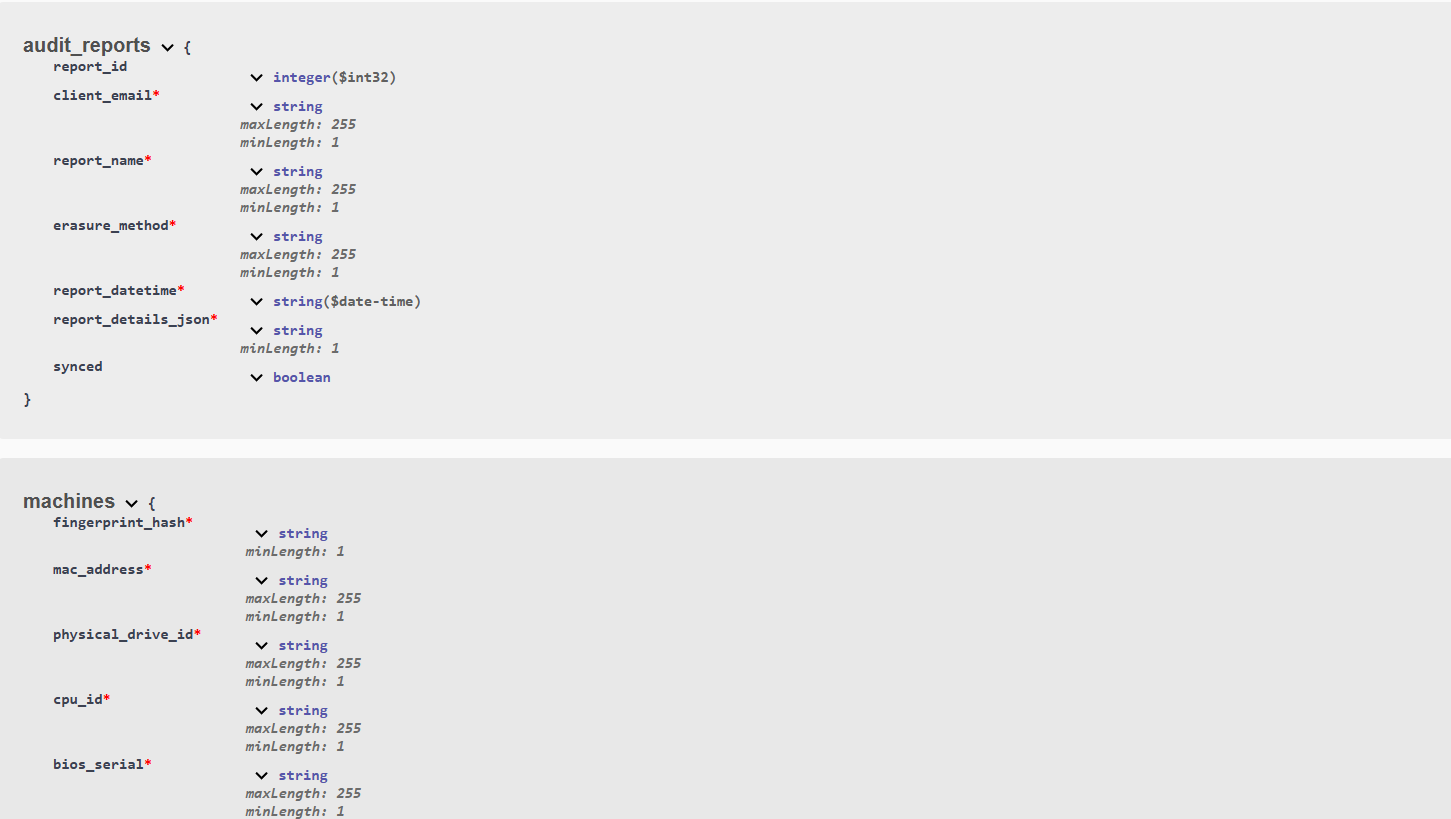 audit_reports {
report_id
integer($int32)
client_email*
string
maxLength: 255
minLength: 1
report_name*
string
maxLength: 255
minLength: 1
erasure_method*
string
maxLength: 255
minLength: 1
report_datetime*
string($date-time)
report_details_json*
string
minLength: 1
synced
boolean
}
machines {
fingerprint_hash*
string
minLength: 1
mac_address*
string
maxLength: 255
minLength: 1
physical_drive_id*
string
maxLength: 255
minLength: 1
cpu_id*
string
maxLength: 255
minLength: 1
bios_serial*
string
maxLength: 255
minLength: 1